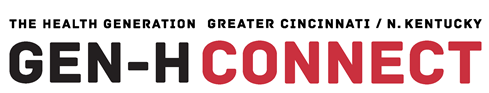 THE HEALTH GENERATION GREATER CINCINNATI / N. KENTUCKY
GEN-H CONNECT